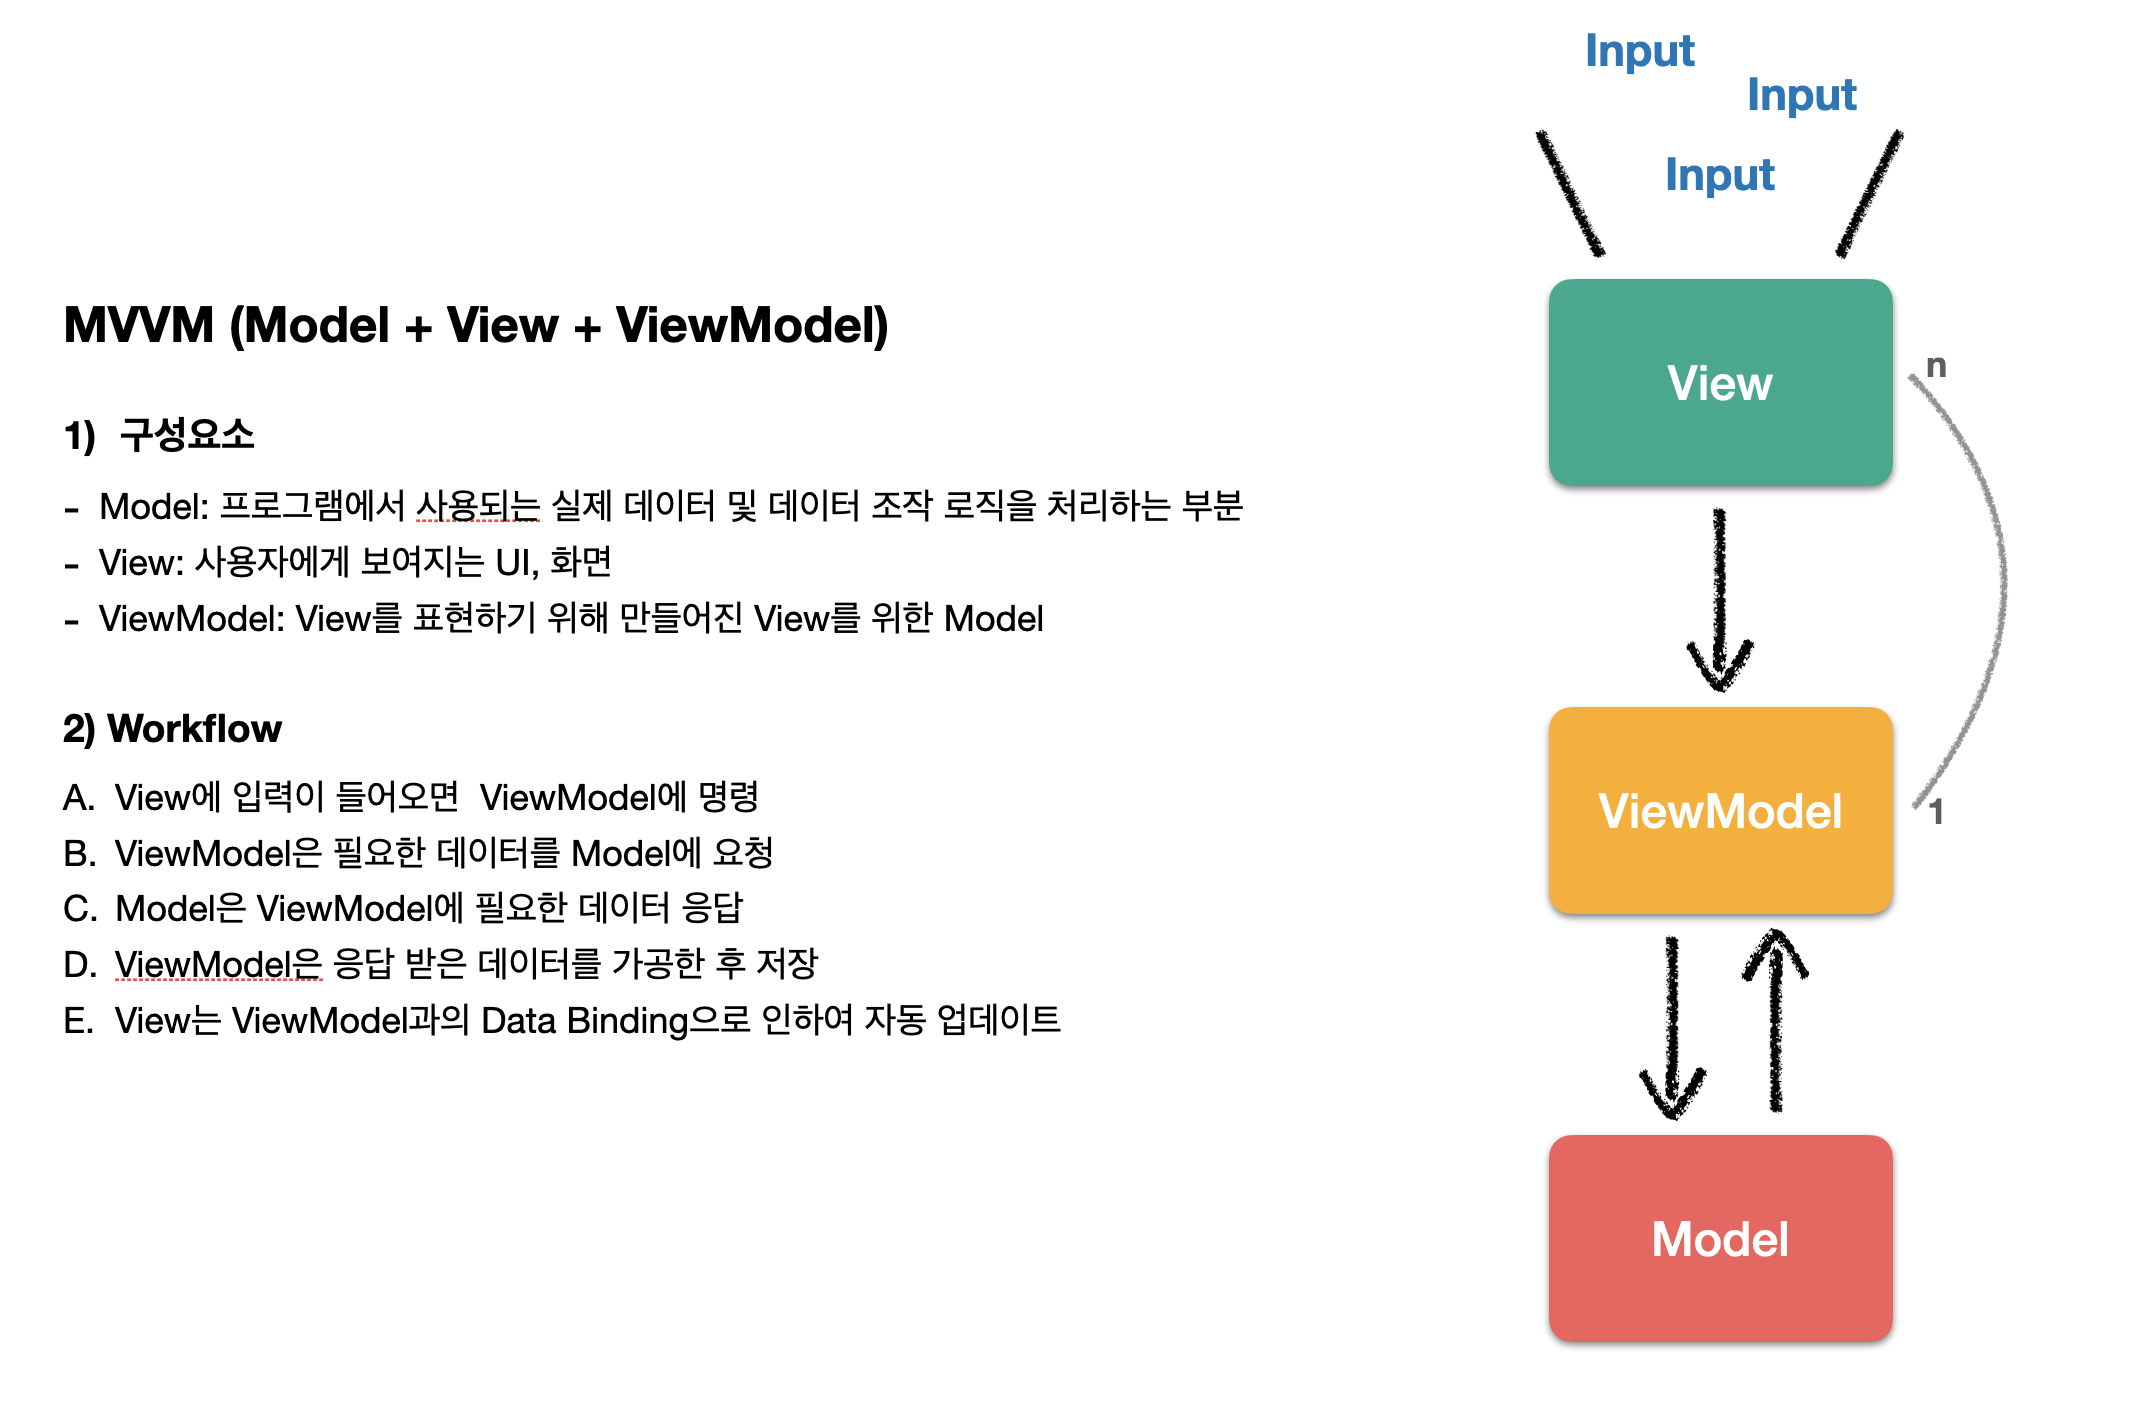 MVVM (Model + View + ViewModel)
1) 구성요소
- Model: 프로그램에서 사용되는 실제 데이터 및 데이터 조작 로직을 처리하는 부분
- View: 사용자에게 보여지는 UI, 화면
- ViewModel: View를 표현하기 위해 만들어진 View를 위한 Model
2) Workflow
A. View에 입력이 들어오면 ViewModel에 명령
B. ViewModel은 필요한 데이터를 Model에 요청
C. Model은 ViewModel에 필요한 데이터 응답
D. ViewModel은 응답 받은 데이터를 가공한 후 저장
E. View는 ViewModel과의 Data Binding으로 인하여 자동 업데이트
Input
Input
Input
View
n
ViewModel
1
Model